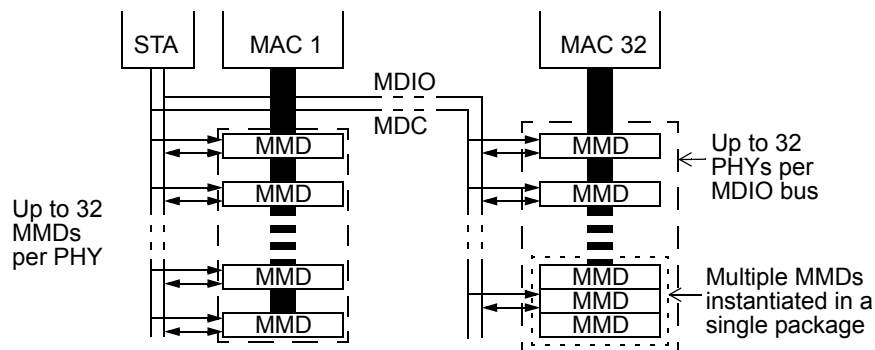 STA
MAC 1
MAC 32
MDIO
MDC
MMD
MMD
MMD
MMD
Up to 32
MMDs
per PHY
MMD
MMD
MMD
MMD
MMD
Up to 32
PHYs per
MDIO bus
Multiple MMDs
instantiated in a
single package